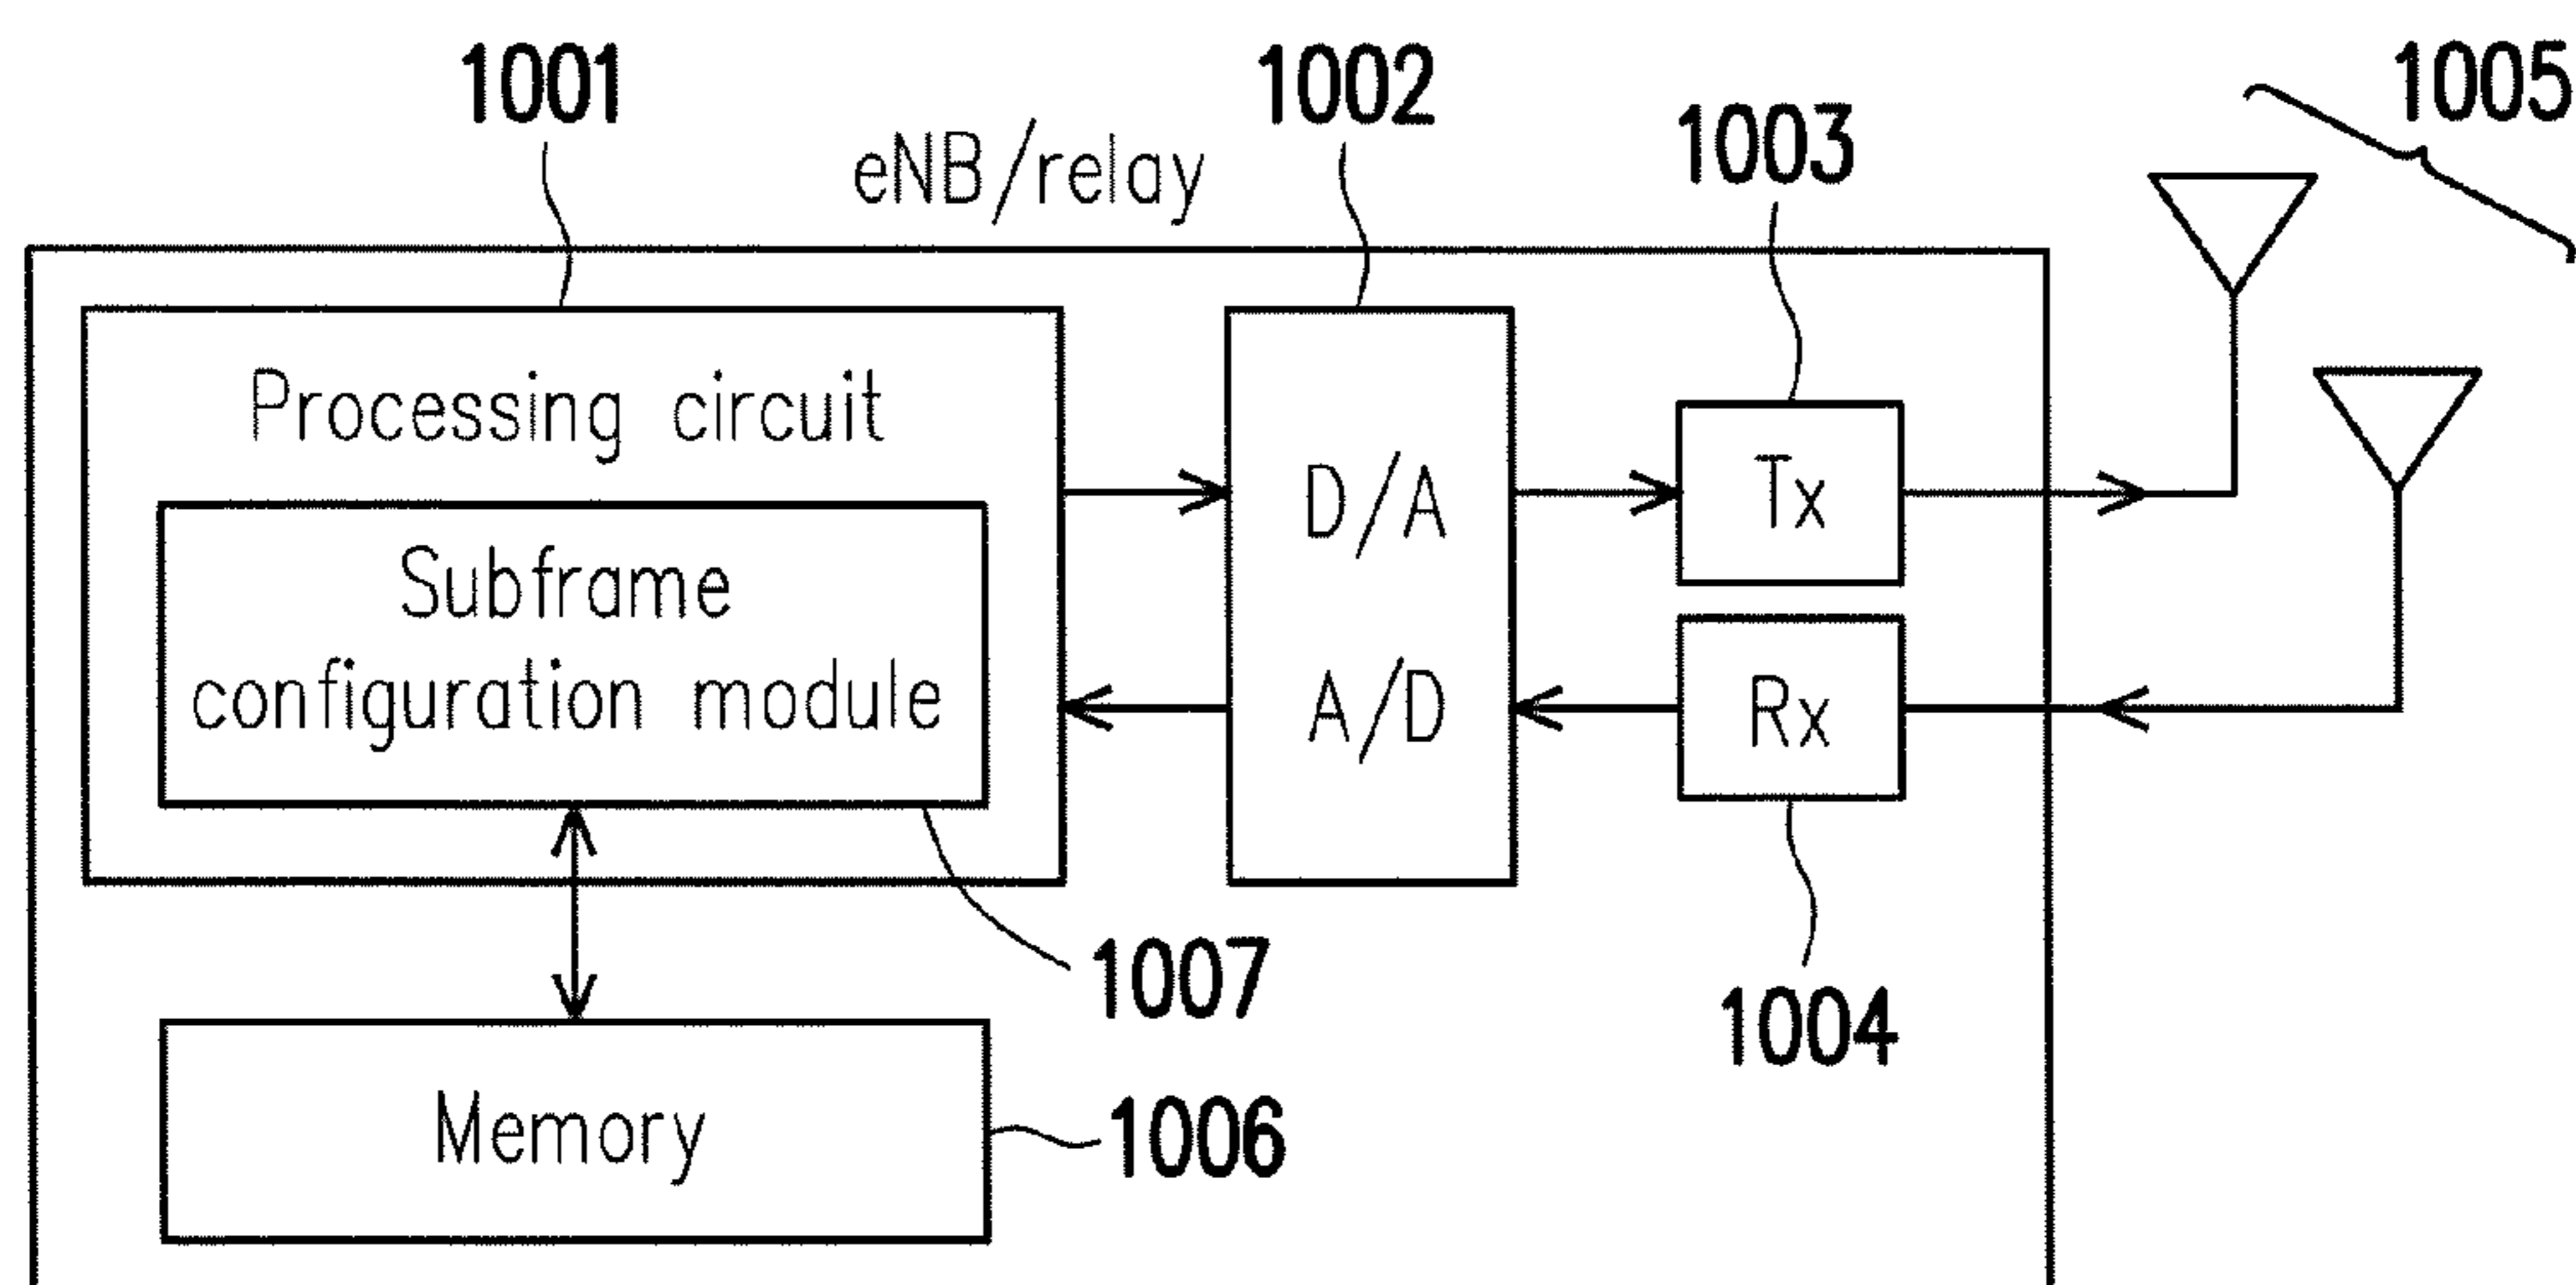 1001
1002
1005
eNB/relay
1003
Processing circuit
D/A
Tx
Subframe
configuration module
A/D
Rx
1007
1004
Memory
1006